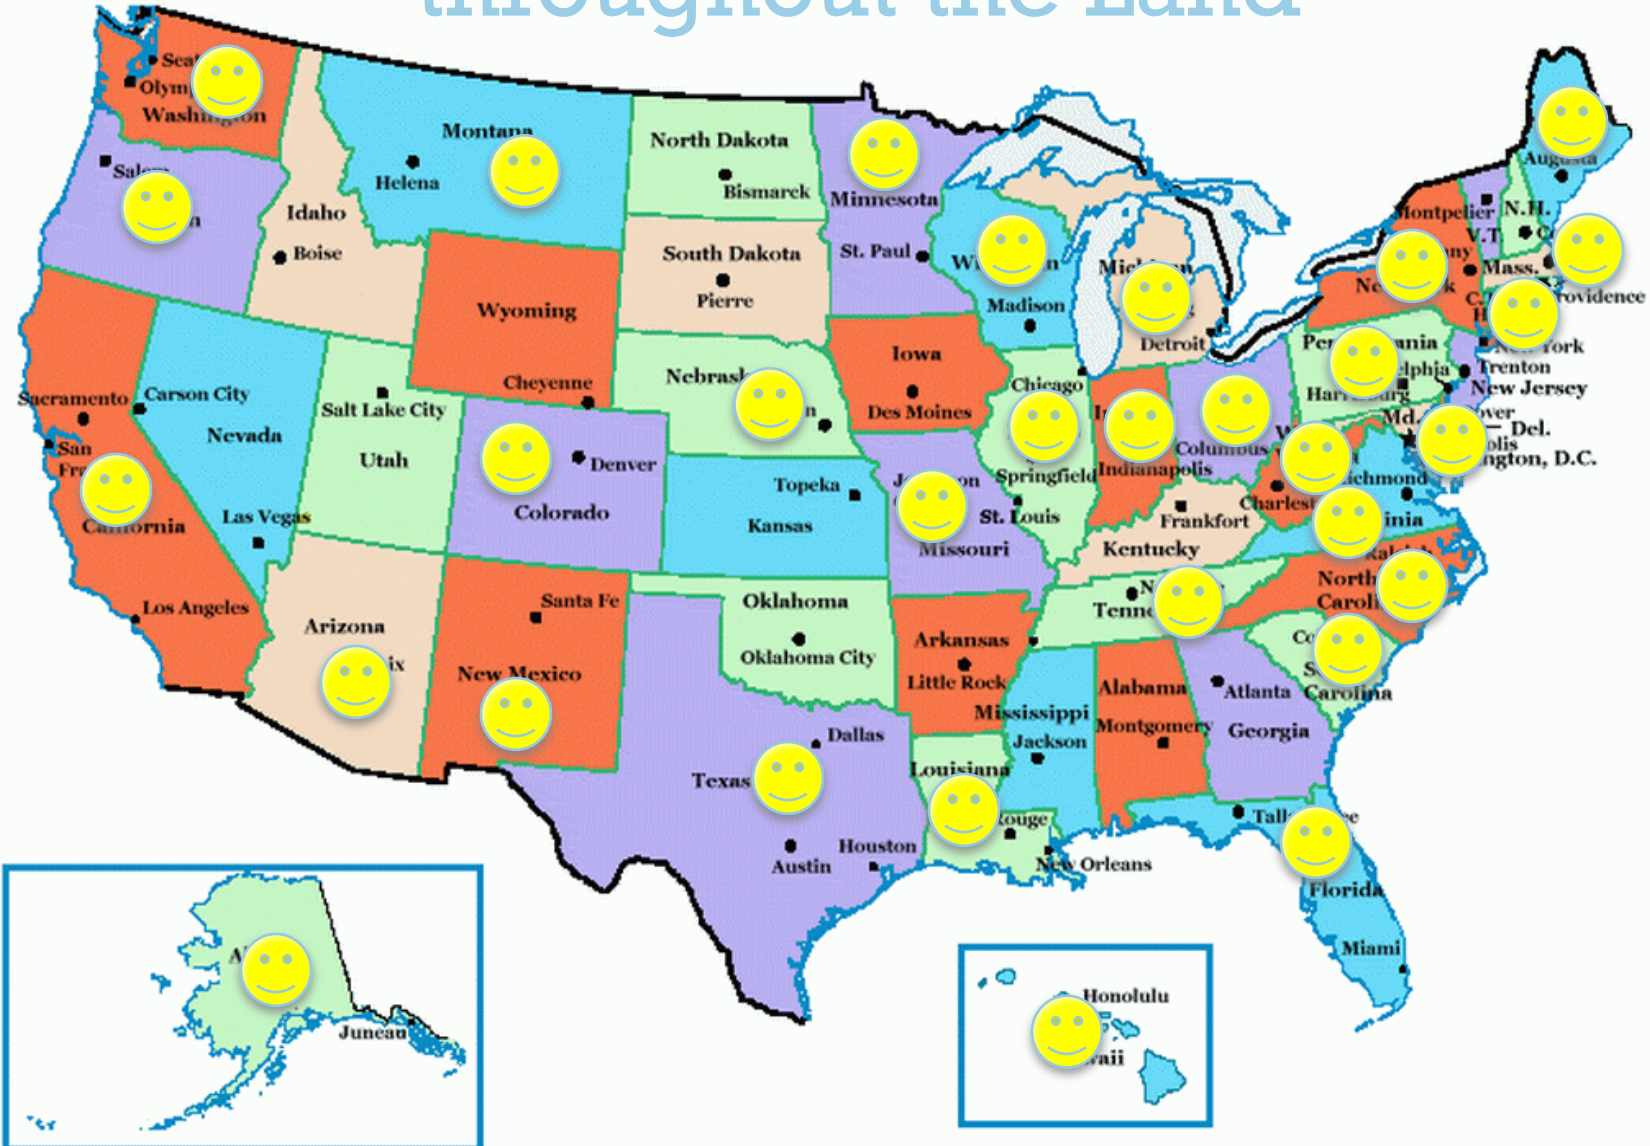 throughout the Land
Washington
Montana
Helena
North Dakota
Bismarck
Minnesota
St. Paul
Augusta
Idaho
Boise
South Dakota
Pierre
Wyoming
Cheyenne
Madison
Detroit
Montpelier
V.T
N.H.
Mass.
Iowa
Des Moines
Chicago
Trenton
New Jersey
Md.
Del.
Sacramento
Carson City
Nevada
San
Salt Lake City
Utah
Denver
Colorado
Topeka
Kansas
Springfield
St. Louis
Missouri
Indianapolis
Columbus
Frankfort
Kentucky
California
Las Vegas
Los Angeles
Arizona
Santa Fe
New Mexico
Oklahoma
Oklahoma City
Arkansas
Little Rock
North
Mississippi
Jackson
Alabama
Montgomery
Atlanta
Georgia
Carolina
Texas
Dallas
Austin
Houston
Louisiana
New Orleans
Florida
Miami
Juneau
Honolulu